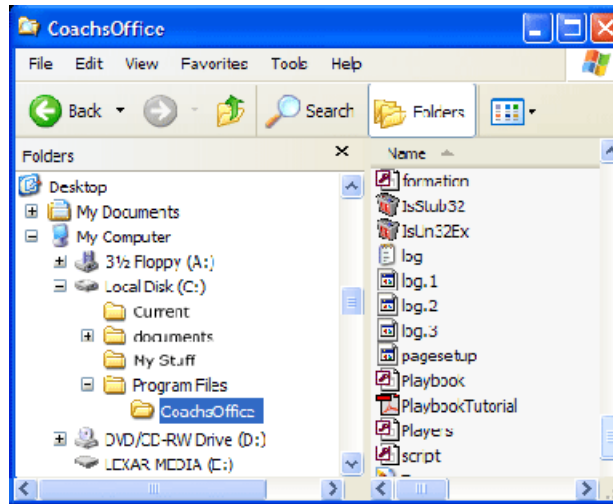 CoachsOffice
File Edit View Favorites Tools Help
Back Search Folders
Folders
Desktop
My Documents
My Computer
3½ Floppy (A:)
Local Disk (C:)
Current
documents
My Stuff
Program Files
CoachsOffice
DVD/CD-RW Drive (D:)
LEXAR MEDIA (E:)
Name
formation
IsStub32
IsUn32Ex
log
log.1
log.2
log.3
pagesetup
Playbook
PlaybookTutorial
Players
script